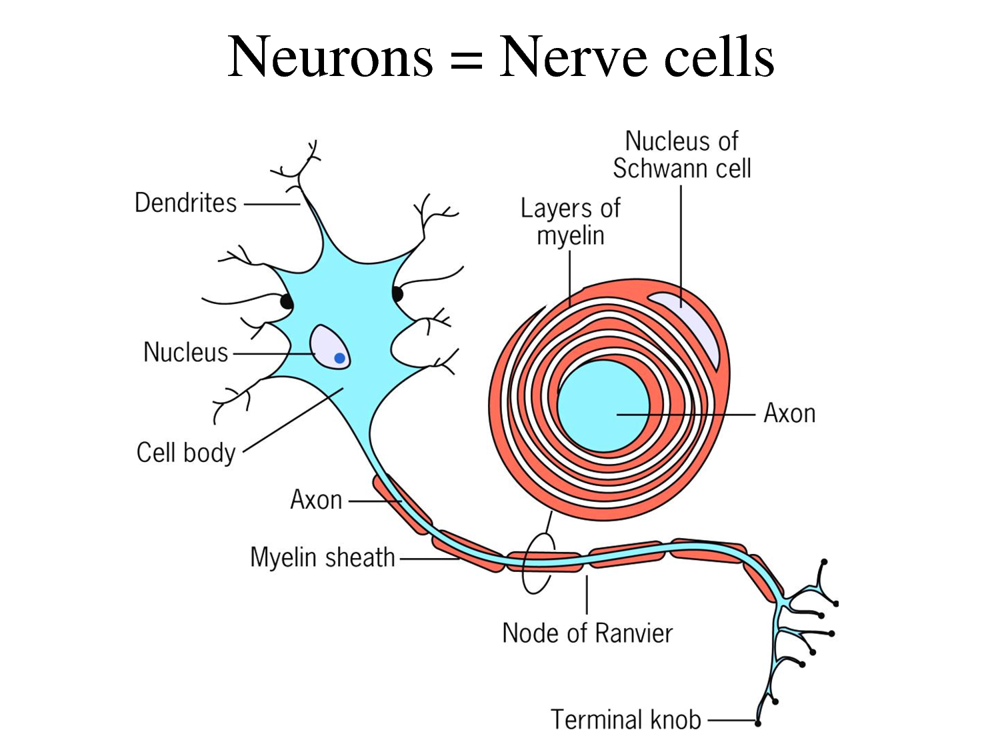 Neurons = Nerve cells
Nucleus of
Schwann cell
Dendrites
Layers of
myelin
Nucleus
Axon
Cell body
Axon
Myelin sheath
Node of Ranvier
Terminal knob